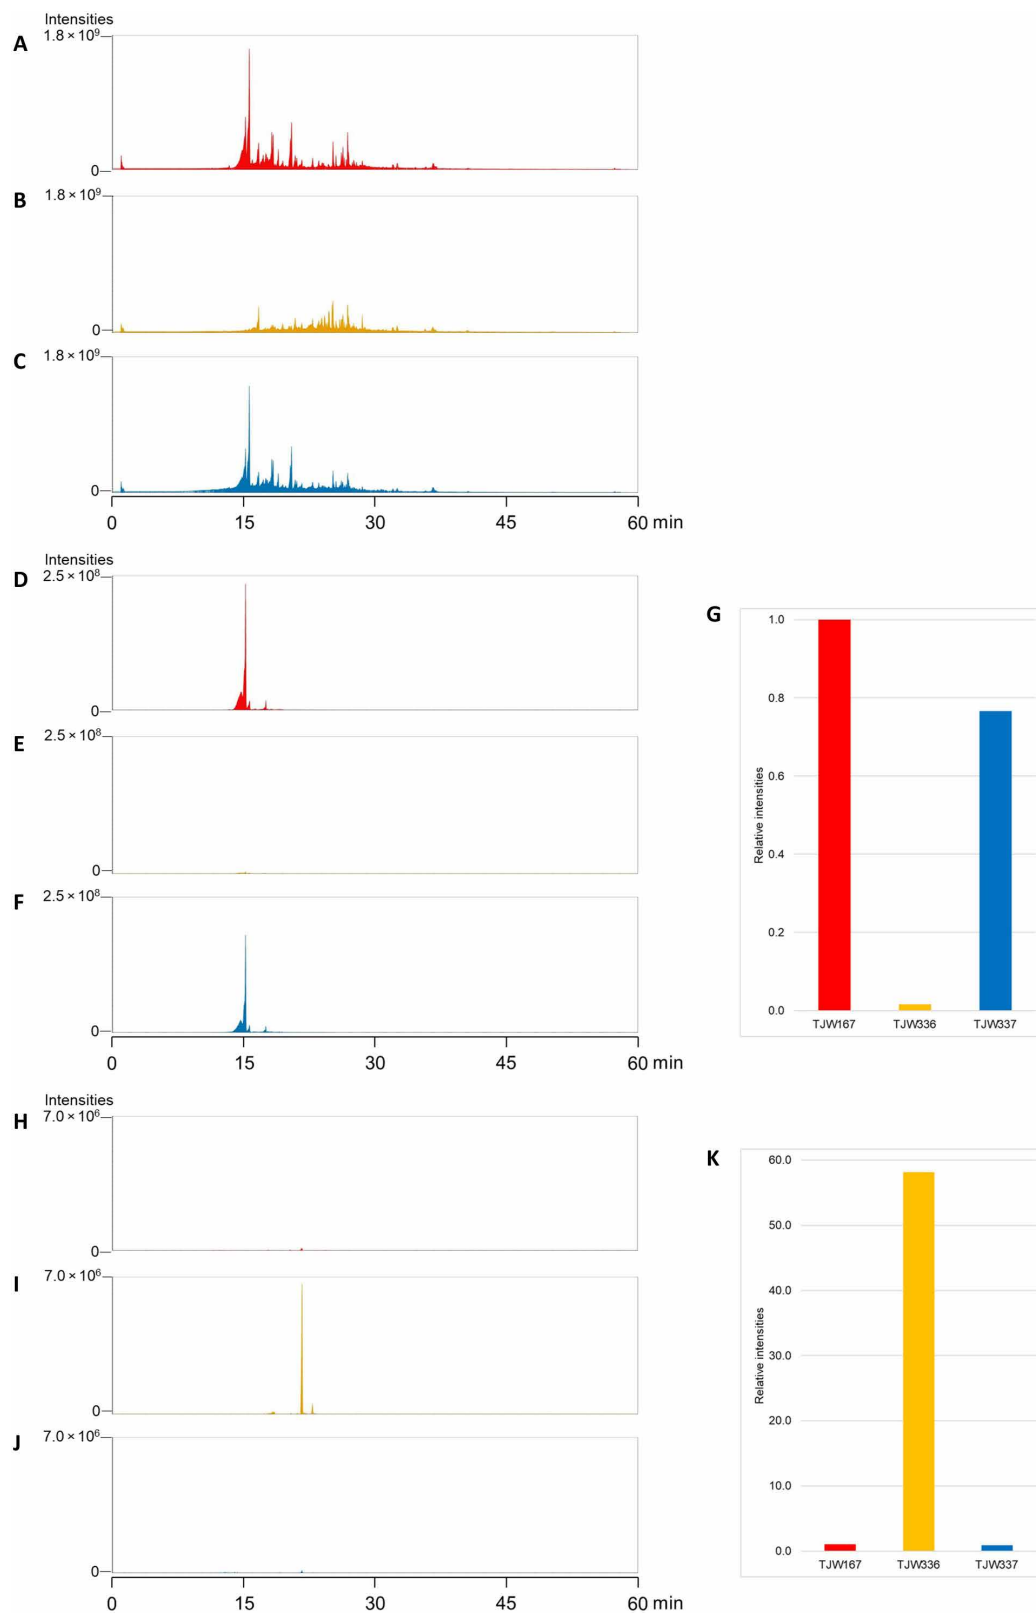 Intensities
A 1.8 × 10⁹
0
B 1.8 × 10⁹
0
C 1.8 × 10⁹
0
0 15 30 45 60 min
Intensities
D 2.5 × 10⁸
0
E 2.5 × 10⁸
0
F 2.5 × 10⁸
0
0 15 30 45 60 min
G
1.0
0.8
0.6
0.4
0.2
0.0
Relative intensities
TJW167 TJW336 TJW337
Intensities
H 7.0 × 10⁶
0
I 7.0 × 10⁶
0
J 7.0 × 10⁶
0
0 15 30 45 60 min
K
60.0
50.0
40.0
30.0
20.0
10.0
0.0
Relative intensities
TJW167 TJW336 TJW337